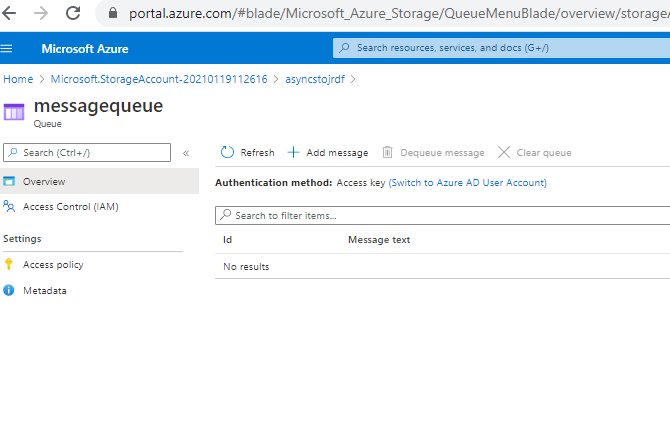 portal.azure.com/#blade/Microsoft_Azure_Storage/QueueMenuBlade/overview/storage
Microsoft Azure
Search resources, services, and docs (G+/)
Home > Microsoft.StorageAccount-20210119112616 > asyncstojrdf >
messagequeue
Queue
Search (Ctrl+/) «
Refresh Add message Dequeue message Clear queue
Overview
Authentication method: Access key (Switch to Azure AD User Account)
Access Control (IAM)
Search to filter items...
Settings
Id Message text
Access policy
No results
Metadata